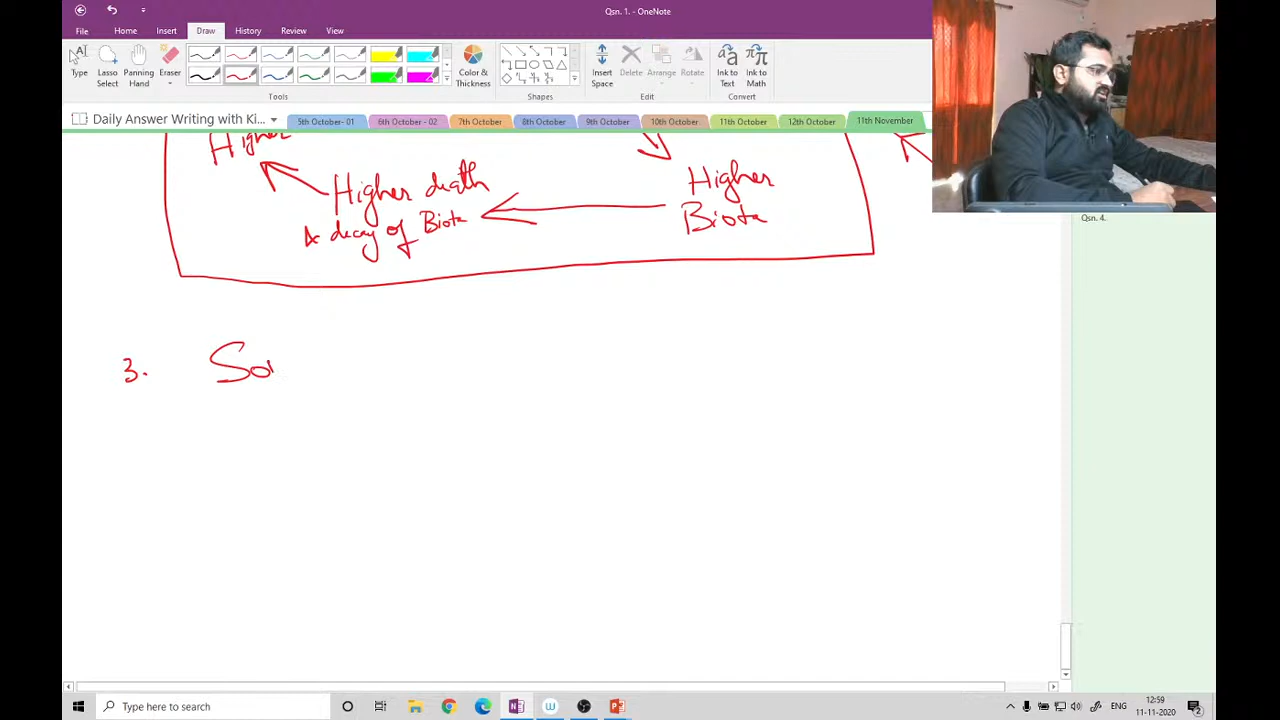 Qsn. 1. - OneNote
File Home Insert Draw History Review View
Type Lasso Select Panning Hand Eraser Color & Thickness Insert Space Delete Arrange Rotate Ink to Text Ink to Math
Tools Shapes Edit Convert
Daily Answer Writing with Ki... 5th October- 01 6th October - 02 7th October 8th October 9th October 10th October 11th October 12th October 11th November
Higher
Higher death
& decay of Biota
Higher
Biota
Qsn. 4.
3. Soi
Type here to search
ENG 12:59
11-11-2020
2